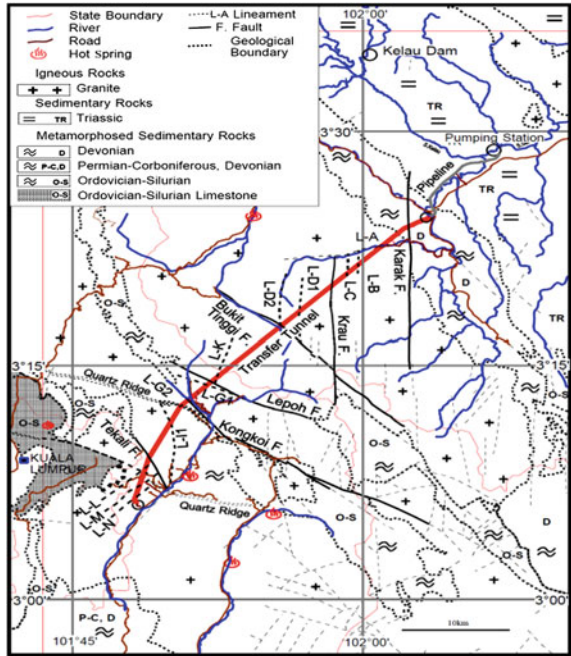 State Boundary
River
Road
Hot Spring
L-A Lineament
F. Fault
Geological
Boundary
Igneous Rocks
Granite
Sedimentary Rocks
TR Triassic
Metamorphosed Sedimentary Rocks
D Devonian
P-C,D Permian-Corboniferous, Devonian
O-S Ordovician-Silurian
O-S Ordovician-Silurian Limestone
102°00'
Kelau Dam
TR
TR
3°30'
Pumping Station
Pipeline
TR
L-A
D
D
Karak F.
L-B
L-C
L-D1
L-D2
Krau F.
Transfer Tunnel
Bukit
Tinggi F.
L-K
TR
3°15'
3°15'
O-S
Quartz Ridge
L-G2
L-G1
Lepoh F.
Kongkoi F.
Tekali F.
O-S
O-S
KUALA
LUMPUR
O-S
Quartz Ridge
O-S
D
O-S
O-S
3°00'
3°00'
P-C, D
10km
101°45'
102°00'